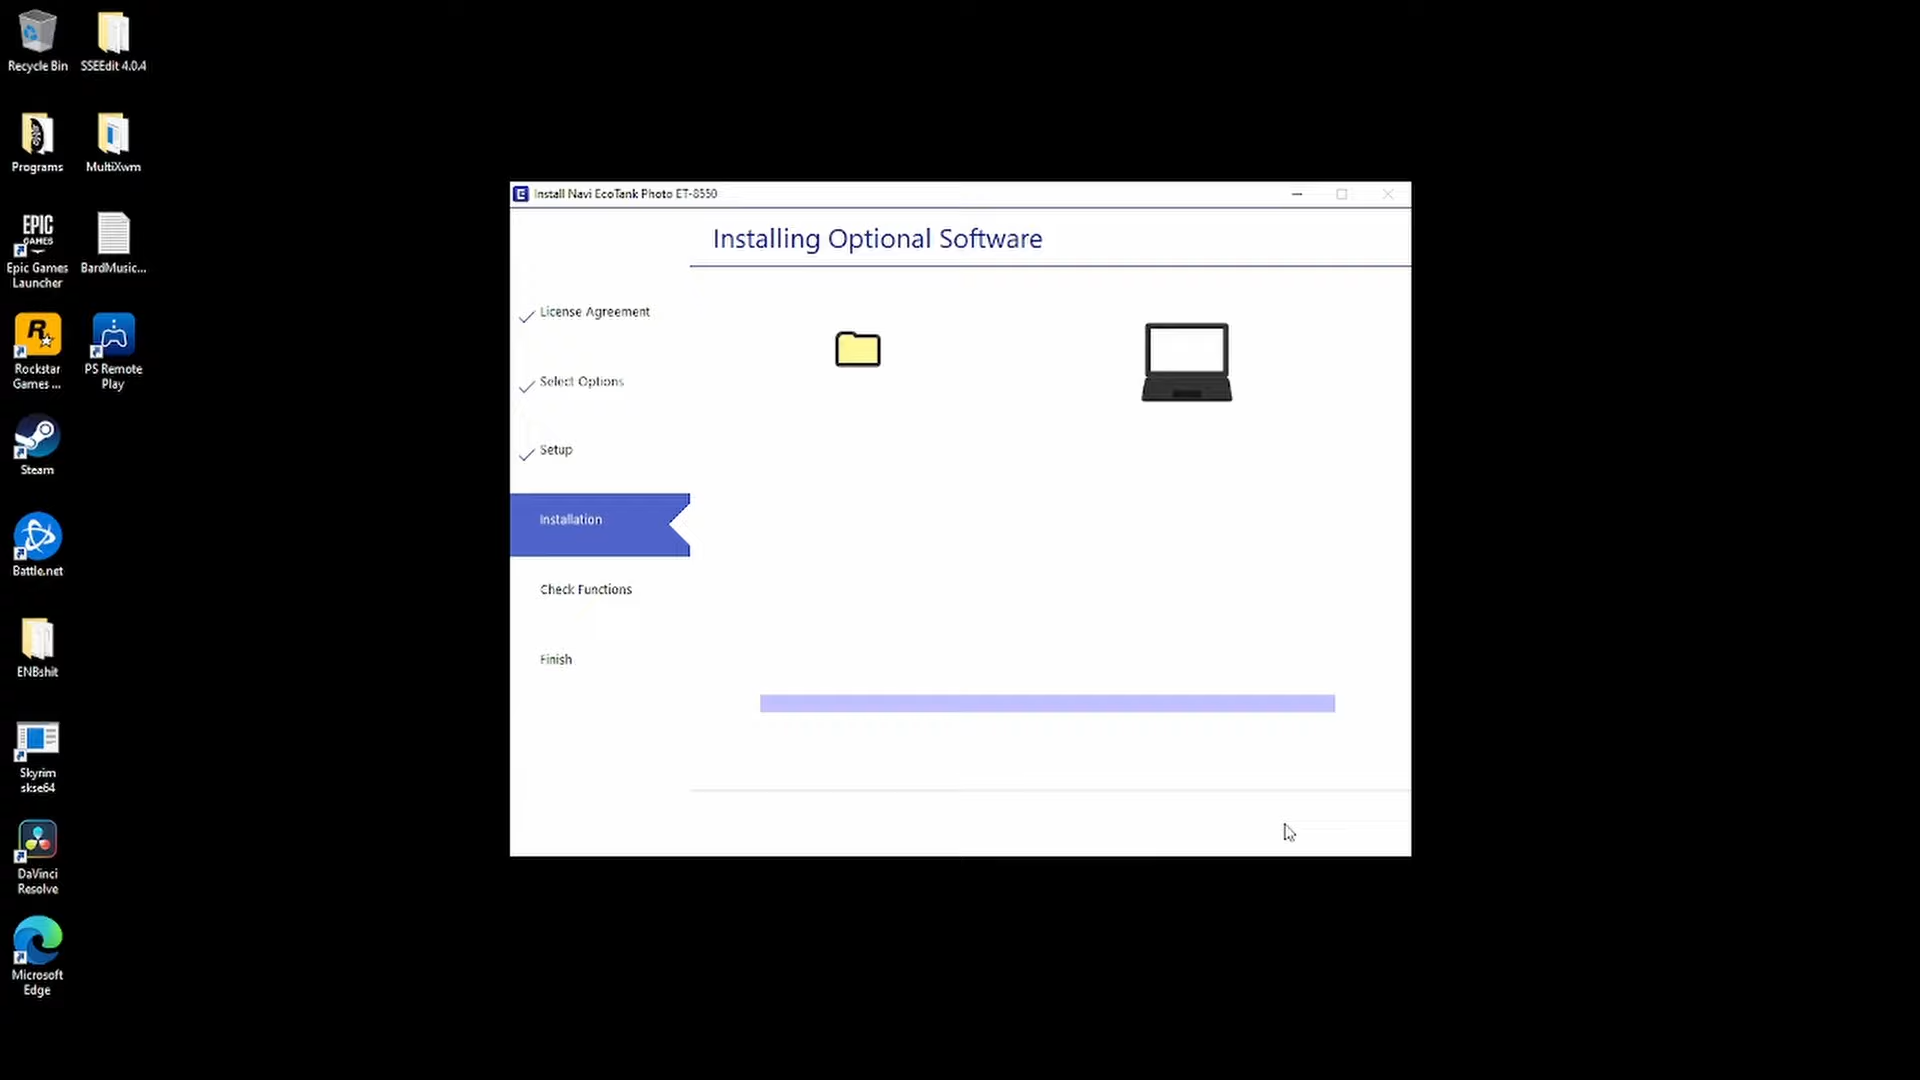 Recycle Bin
SSEEdit 4.0.4
Programs
MultiXwm
EPIC
GAMES
Epic Games
Launcher
BardMusic...
R
Rockstar
Games ...
PS Remote
Play
Steam
Battle.net
ENBshit
Skyrim
skse64
DaVinci
Resolve
Microsoft
Edge
E
Install Navi EcoTank Photo ET-8550
Installing Optional Software
License Agreement
Select Options
Setup
Installation
Check Functions
Finish